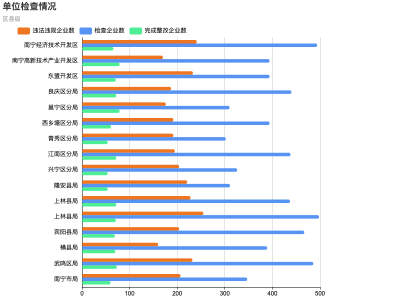 单位检查情况
区县级
违法违规企业数 检查企业数 完成整改企业数
南宁经济技术开发区
南宁高新技术产业开发区
东盟开发区
良庆区分局
邕宁区分局
西乡塘区分局
青秀区分局
江南区分局
兴宁区分局
隆安县局
上林县局
上林县局
宾阳县局
横县局
武鸣区局
南宁市局
0 100 200 300 400 500